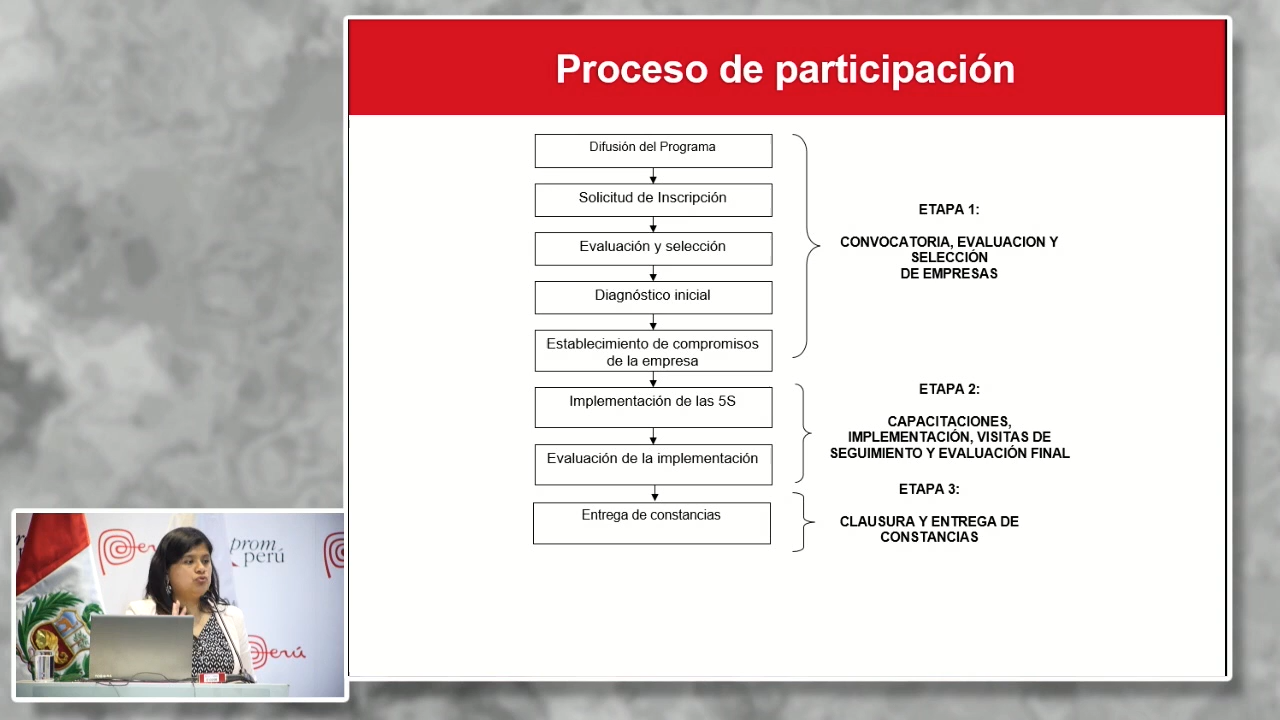 Proceso de participación
Difusión del Programa
Solicitud de Inscripción
Evaluación y selección
Diagnóstico inicial
Establecimiento de compromisos
de la empresa
Implementación de las 5S
Evaluación de la implementación
Entrega de constancias
ETAPA 1:
CONVOCATORIA, EVALUACION Y
SELECCIÓN
DE EMPRESAS
ETAPA 2:
CAPACITACIONES,
IMPLEMENTACIÓN, VISITAS DE
SEGUIMIENTO Y EVALUACIÓN FINAL
ETAPA 3:
CLAUSURA Y ENTREGA DE
CONSTANCIAS
prom
perú